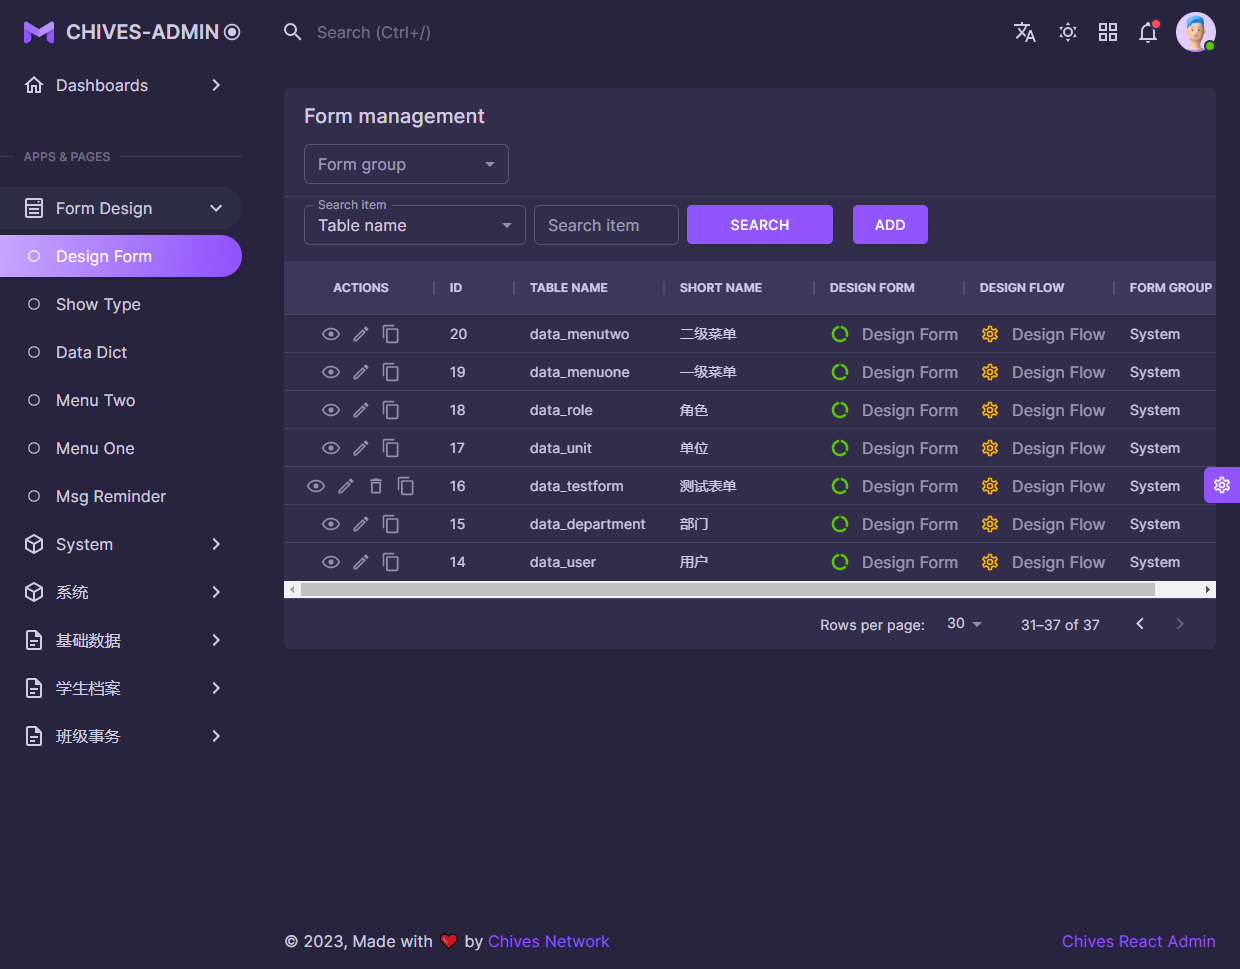 CHIVES-ADMIN
Search (Ctrl+/)
Dashboards
APPS & PAGES
Form Design
Design Form
Show Type
Data Dict
Menu Two
Menu One
Msg Reminder
System
系统
基础数据
学生档案
班级事务
Form management
Form group
Search item
Table name
Search item
SEARCH
ADD
ACTIONS ID TABLE NAME SHORT NAME DESIGN FORM DESIGN FLOW FORM GROUP
20 data_menutwo 二级菜单 Design Form Design Flow System
19 data_menuone 一级菜单 Design Form Design Flow System
18 data_role 角色 Design Form Design Flow System
17 data_unit 单位 Design Form Design Flow System
16 data_testform 测试表单 Design Form Design Flow System
15 data_department 部门 Design Form Design Flow System
14 data_user 用户 Design Form Design Flow System
Rows per page: 30 31–37 of 37
© 2023, Made with ❤️ by Chives Network
Chives React Admin